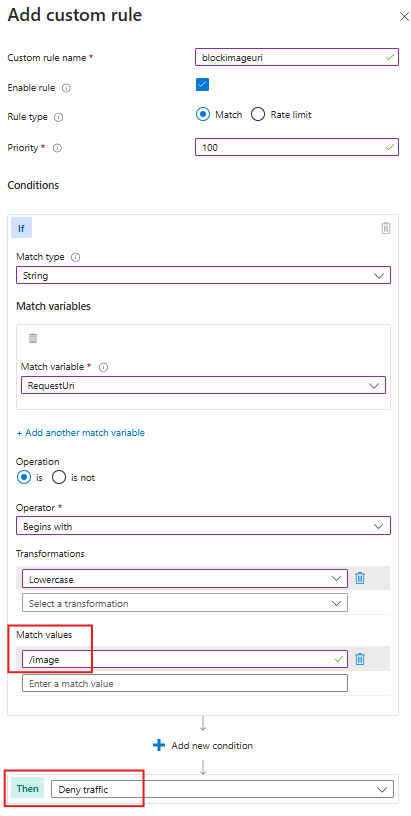 Add custom rule
Custom rule name * blockimageuri
Enable rule
Rule type Match Rate limit
Priority * 100
Conditions
If
Match type
String
Match variables
Match variable *
RequestUri
+ Add another match variable
Operation
is is not
Operator *
Begins with
Transformations
Lowercase
Select a transformation
Match values
/image
Enter a match value
Add new condition
Then Deny traffic